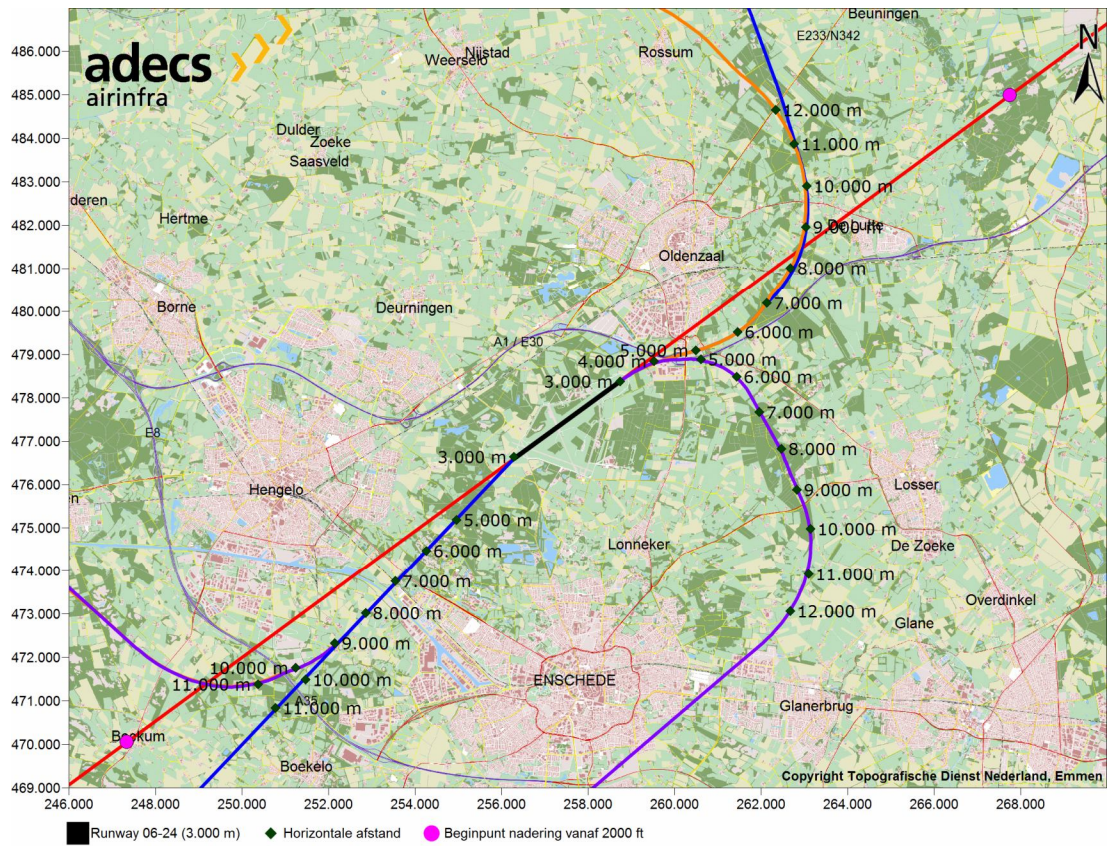 486.000
485.000
484.000
483.000
482.000
481.000
480.000
479.000
478.000
477.000
476.000
475.000
474.000
473.000
472.000
471.000
470.000
469.000
adecs
airinfra
Beuningen
E233/N342
N
Nijstad
Weerselo
Rossum
Dulder
Zoeke
Saasveld
12.000 m
11.000 m
10.000 m
9.000 m
De Lutte
8.000 m
7.000 m
6.000 m
5.000 m
deren
Hertme
Oldenzaal
Borne
Deurningen
A1 / E30
4.000 m
3.000 m
5.000 m
6.000 m
7.000 m
8.000 m
9.000 m
10.000 m
11.000 m
12.000 m
E8
3.000 m
Hengelo
5.000 m
6.000 m
7.000 m
8.000 m
9.000 m
10.000 m
11.000 m
10.000 m
11.000 m
A35
Losser
Lonneker
De Zoeke
Overdinkel
Glane
ENSCHEDE
Glanerbrug
Boekelo
Copyright Topografische Dienst Nederland, Emmen
246.000 248.000 250.000 252.000 254.000 256.000 258.000 260.000 262.000 264.000 266.000 268.000
Runway 06-24 (3.000 m) Horizontale afstand Beginpunt nadering vanaf 2000 ft